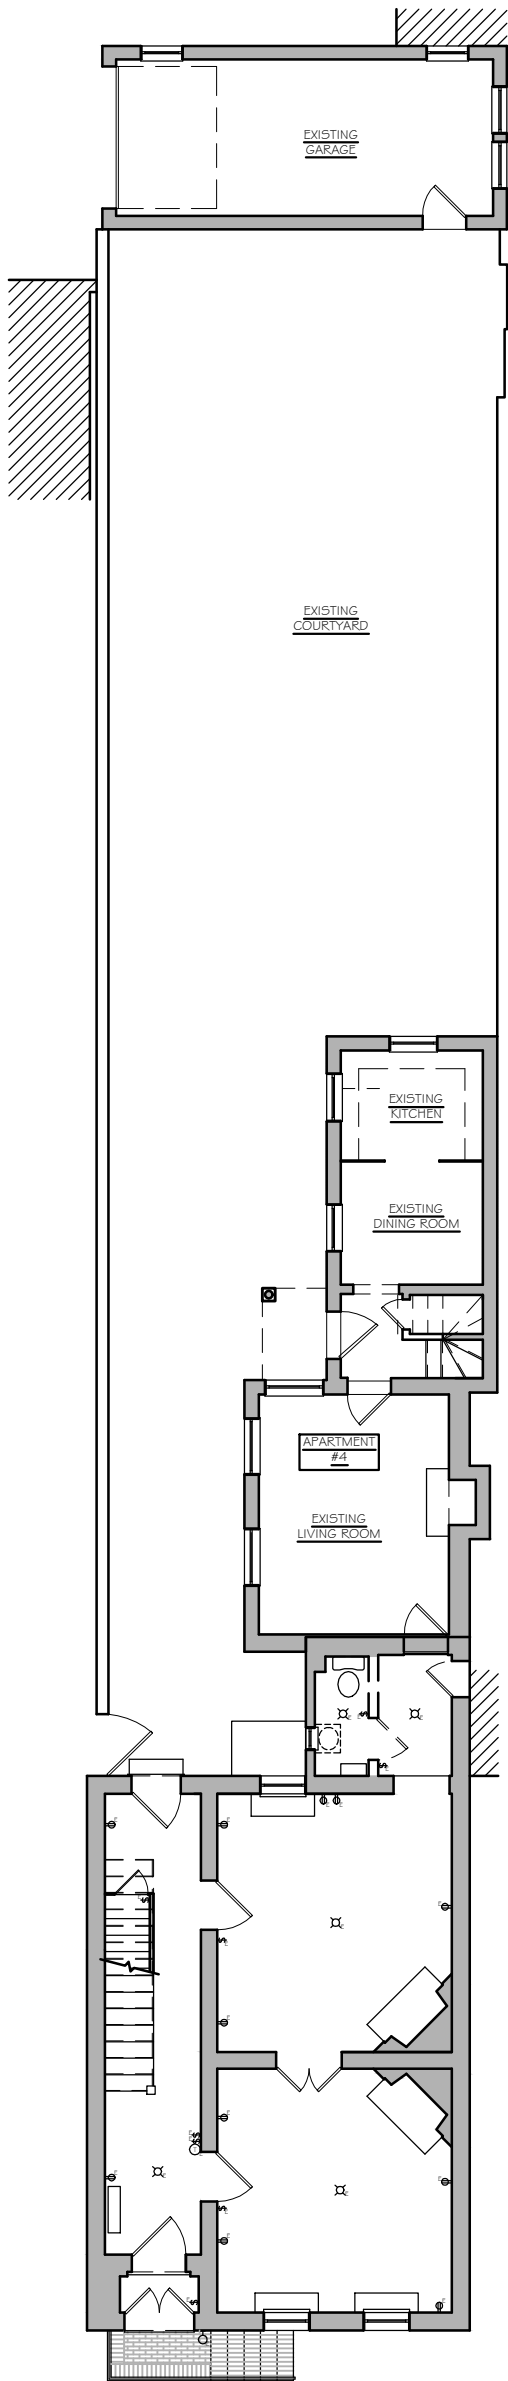 EXISTING
GARAGE
EXISTING
COURTYARD
EXISTING
KITCHEN
EXISTING
DINING ROOM
APARTMENT
#4
EXISTING
LIVING ROOM